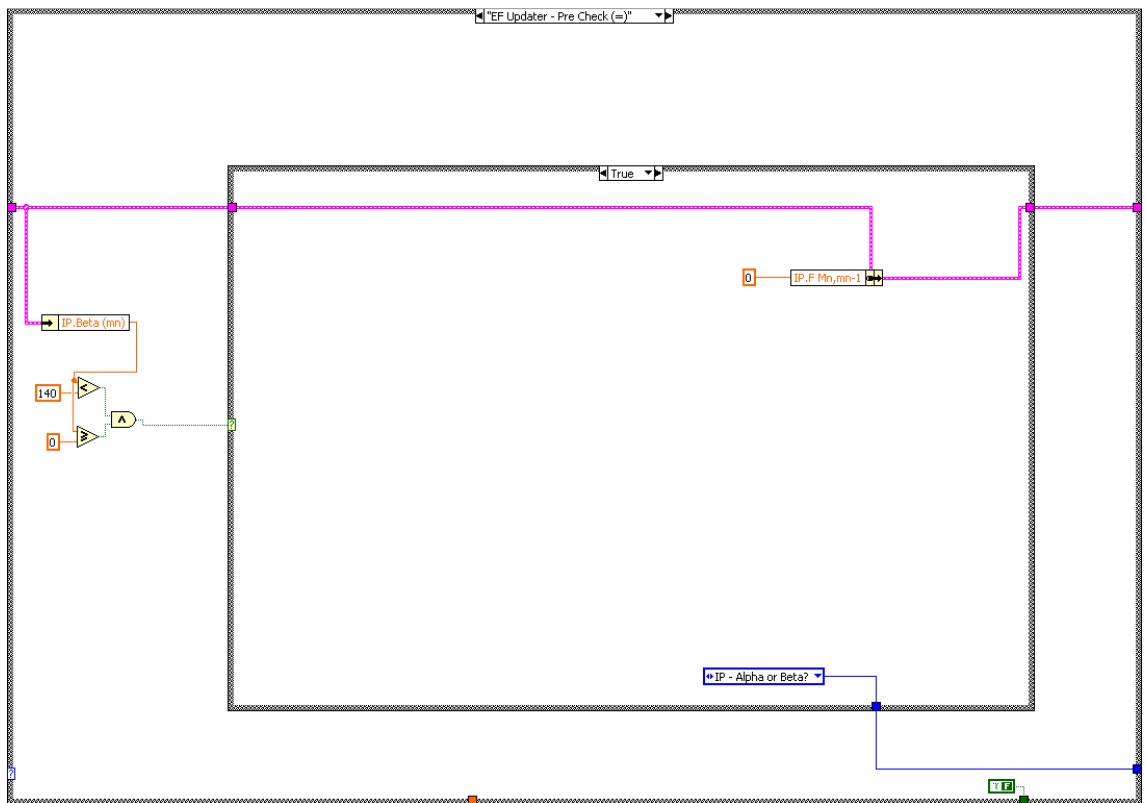 "EF Updater - Pre Check (=)"
True
0
IP.F Mn,mn-1
IP.Beta (mn)
140
<
∧
0
≥
?
IP - Alpha or Beta?
?
F